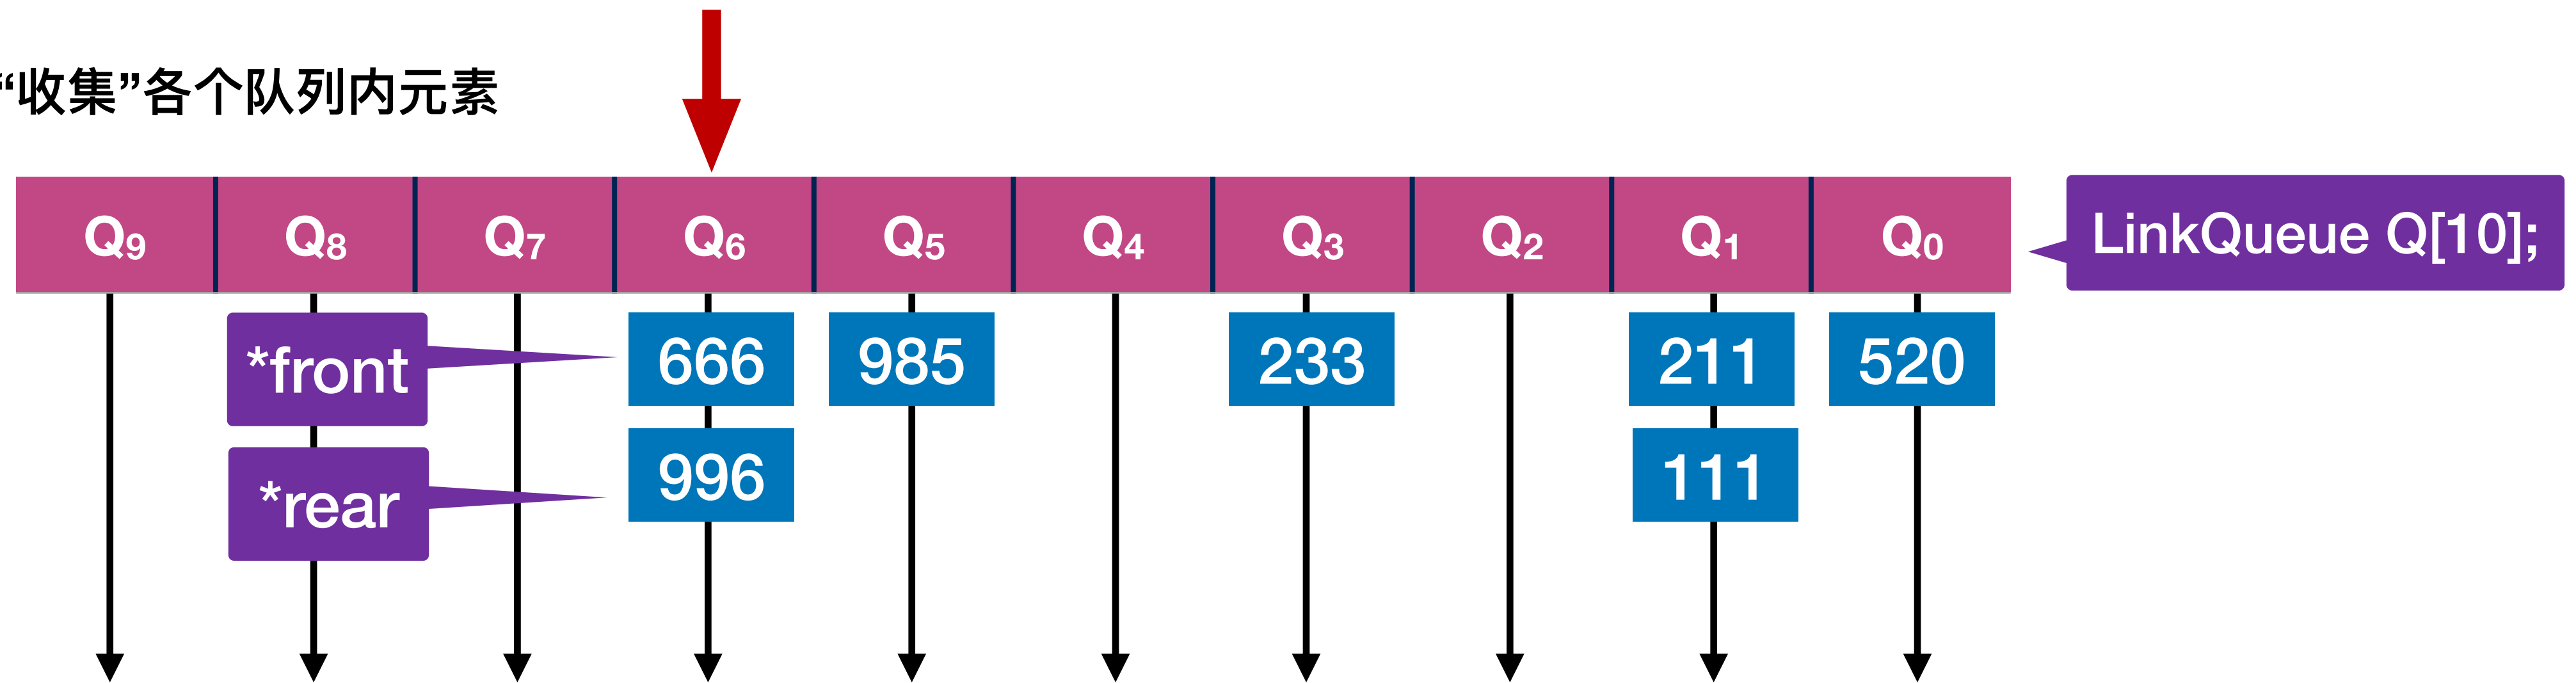 “收集”各个队列内元素
Q₉ Q₈ Q₇ Q₆ Q₅ Q₄ Q₃ Q₂ Q₁ Q₀
LinkQueue Q[10];
*front
666 985 233 211 520
*rear
996 111